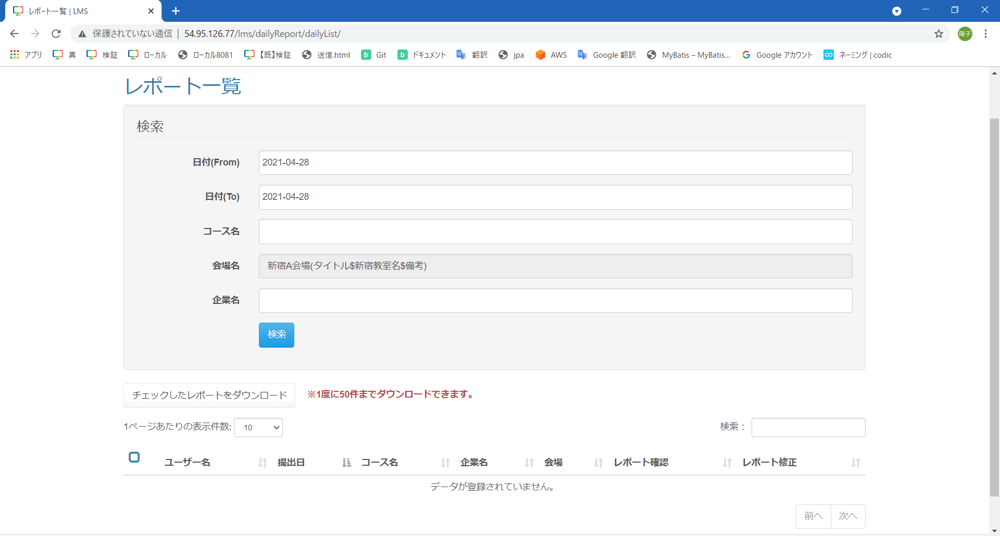 レポート一覧 | LMS
保護されていない通信 | 54.95.126.77/lms/dailyReport/dailyList/
陽子
アプリ 真 検証 ローカル ローカル8081 【既】検証 送信.html Git ドキュメント 翻訳 jpa AWS Google 翻訳 MyBatis – MyBatis... Google アカウント ネーミング | codic
レポート一覧
検索
日付(From) 2021-04-28
日付(To) 2021-04-28
コース名
会場名 新宿A会場(タイトル$新宿教室名$備考)
企業名
検索
チェックしたレポートをダウンロード ※1度に50件までダウンロードできます。
1ページあたりの表示件数: 10 検索：
ユーザー名 提出日 コース名 企業名 会場 レポート確認 レポート修正
データが登録されていません。
前へ 次へ